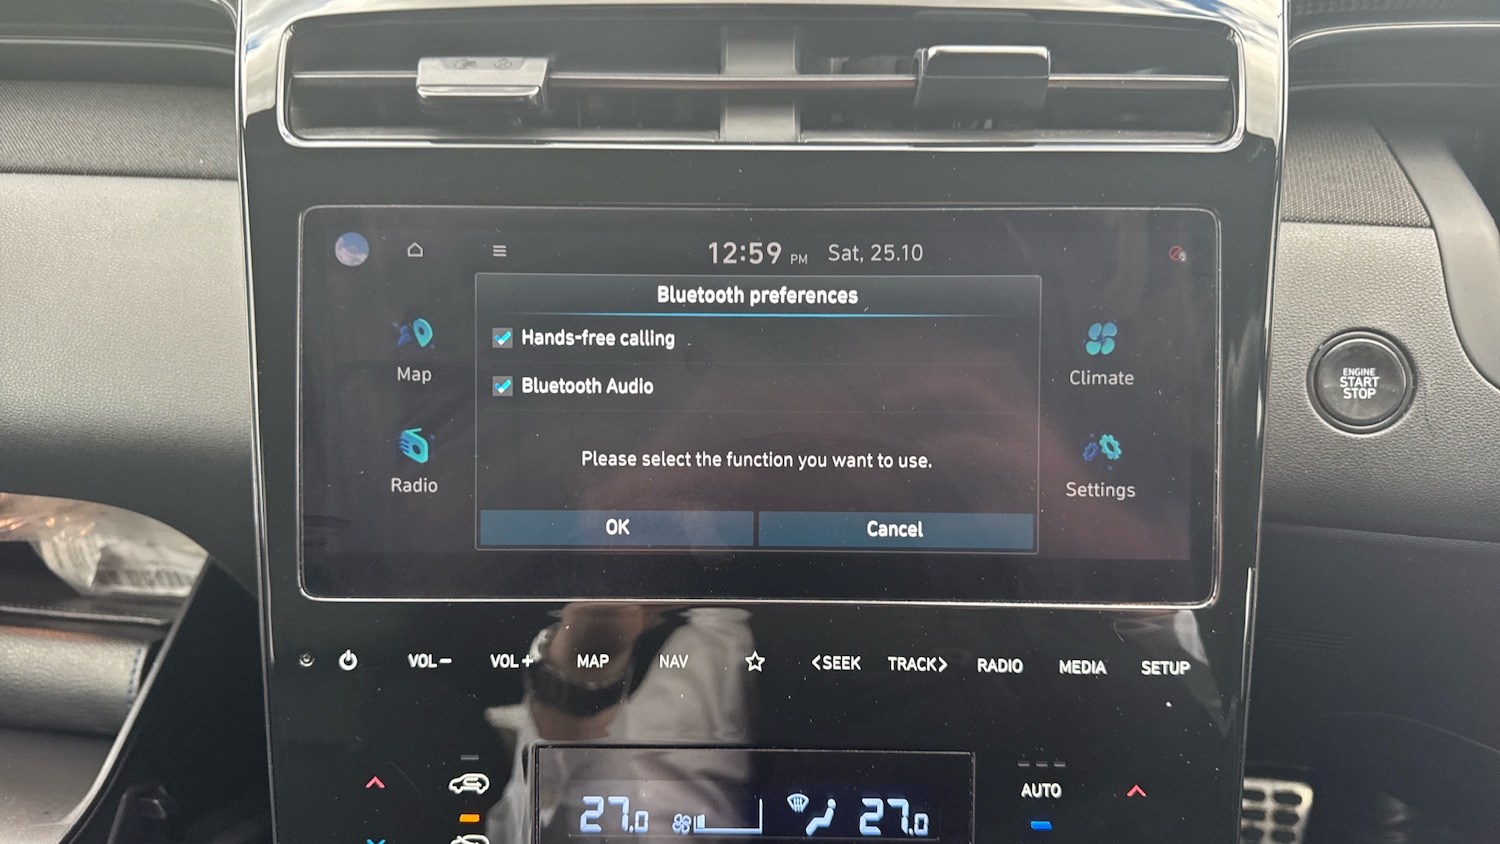 12:59 PM Sat, 25.10
Bluetooth preferences
Hands-free calling
Bluetooth Audio
Please select the function you want to use.
OK
Cancel
Map
Radio
Climate
Settings
ENGINE
START
STOP
VOL− VOL+ MAP NAV <SEEK TRACK> RADIO MEDIA SETUP
AUTO
27.0 27.0